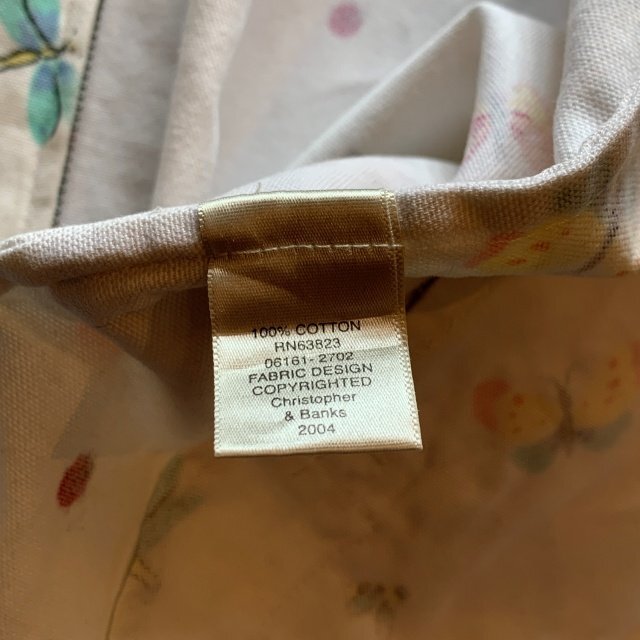 100% COTTON
RN63823
06161-2702
FABRIC DESIGN
COPYRIGHTED
Christopher
& Banks
2004